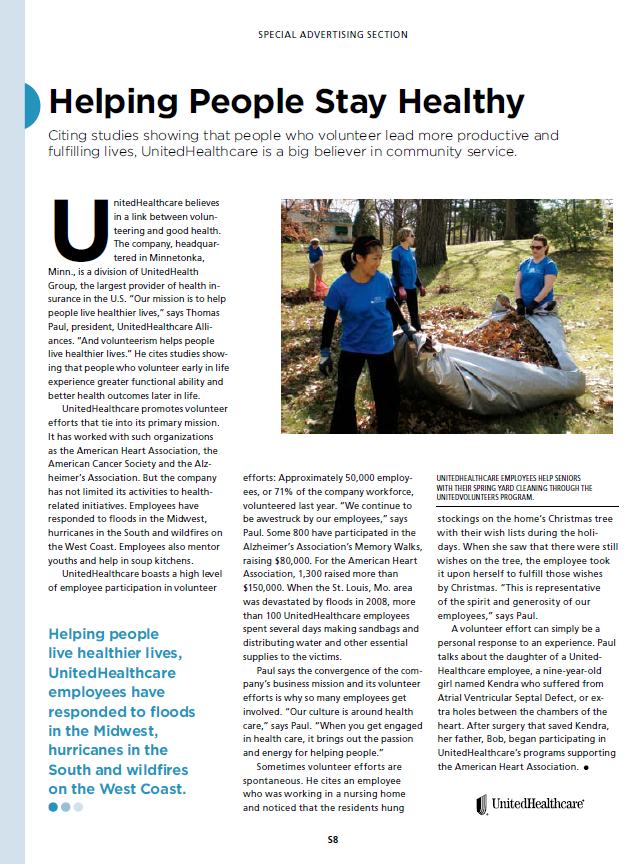 SPECIAL ADVERTISING SECTION
Helping People Stay Healthy
Citing studies showing that people who volunteer lead more productive and
fulfilling lives, UnitedHealthcare is a big believer in community service.
UnitedHealthcare believes
in a link between volun-
teering and good health.
The company, headquar-
tered in Minnetonka,
Minn., is a division of UnitedHealth
Group, the largest provider of health in-
surance in the U.S. “Our mission is to help
people live healthier lives,” says Thomas
Paul, president, UnitedHealthcare Alli-
ances. “And volunteerism helps people
live healthier lives.” He cites studies show-
ing that people who volunteer early in life
experience greater functional ability and
better health outcomes later in life.
UnitedHealthcare promotes volunteer
efforts that tie into its primary mission.
It has worked with such organizations
as the American Heart Association, the
American Cancer Society and the Alz-
heimer’s Association. But the company
has not limited its activities to health-
related initiatives. Employees have
responded to floods in the Midwest,
hurricanes in the South and wildfires on
the West Coast. Employees also mentor
youths and help in soup kitchens.
UnitedHealthcare boasts a high level
of employee participation in volunteer
Helping people
live healthier lives,
UnitedHealthcare
employees have
responded to floods
in the Midwest,
hurricanes in the
South and wildfires
on the West Coast.
efforts: Approximately 50,000 employ-
ees, or 71% of the company workforce,
volunteered last year. “We continue to
be awestruck by our employees,” says
Paul. Some 800 have participated in the
Alzheimer’s Association’s Memory Walks,
raising $80,000. For the American Heart
Association, 1,300 raised more than
$150,000. When the St. Louis, Mo. area
was devastated by floods in 2008, more
than 100 UnitedHealthcare employees
spent several days making sandbags and
distributing water and other essential
supplies to the victims.
Paul says the convergence of the com-
pany’s business mission and its volunteer
efforts is why so many employees get
involved. “Our culture is around health
care,” says Paul. “When you get engaged
in health care, it brings out the passion
and energy for helping people.”
Sometimes volunteer efforts are
spontaneous. He cites an employee
who was working in a nursing home
and noticed that the residents hung
UNITEDHEALTHCARE EMPLOYEES HELP SENIORS
WITH THEIR SPRING YARD CLEANING THROUGH THE
UNITEDVOLUNTEERS PROGRAM.
stockings on the home’s Christmas tree
with their wish lists during the holi-
days. When she saw that there were still
wishes on the tree, the employee took
it upon herself to fulfill those wishes
by Christmas. “This is representative
of the spirit and generosity of our
employees,” says Paul.
A volunteer effort can simply be a
personal response to an experience. Paul
talks about the daughter of a United-
Healthcare employee, a nine-year-old
girl named Kendra who suffered from
Atrial Ventricular Septal Defect, or ex-
tra holes between the chambers of the
heart. After surgery that saved Kendra,
her father, Bob, began participating in
UnitedHealthcare’s programs supporting
the American Heart Association.
UnitedHealthcare
S8